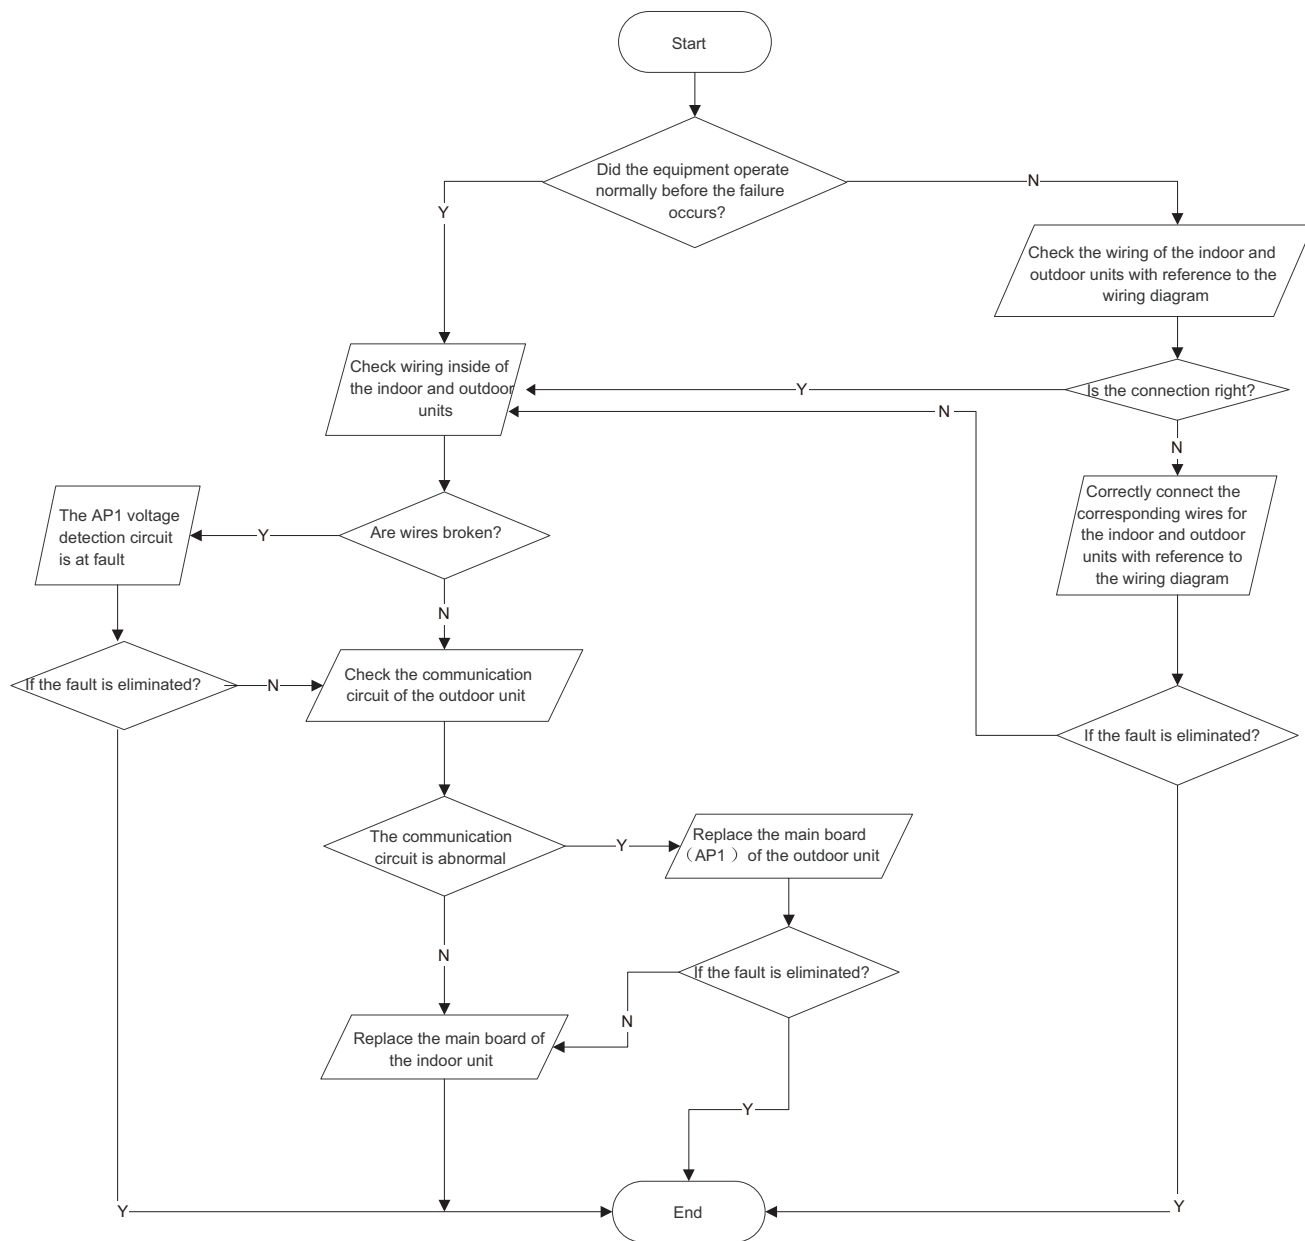 Start
Did the equipment operate
normally before the failure
occurs?
Y
N
Check the wiring of the indoor and
outdoor units with reference to the
wiring diagram
Check wiring inside of
the indoor and outdoor
units
Y
Is the connection right?
N
N
Correctly connect the
corresponding wires for
the indoor and outdoor
units with reference to
the wiring diagram
The AP1 voltage
detection circuit
is at fault
Y
Are wires broken?
N
If the fault is eliminated?
N
Check the communication
circuit of the outdoor unit
If the fault is eliminated?
The communication
circuit is abnormal
Y
Replace the main board
（AP1 ）of the outdoor unit
N
If the fault is eliminated?
N
Replace the main board of
the indoor unit
Y
Y
End
Y